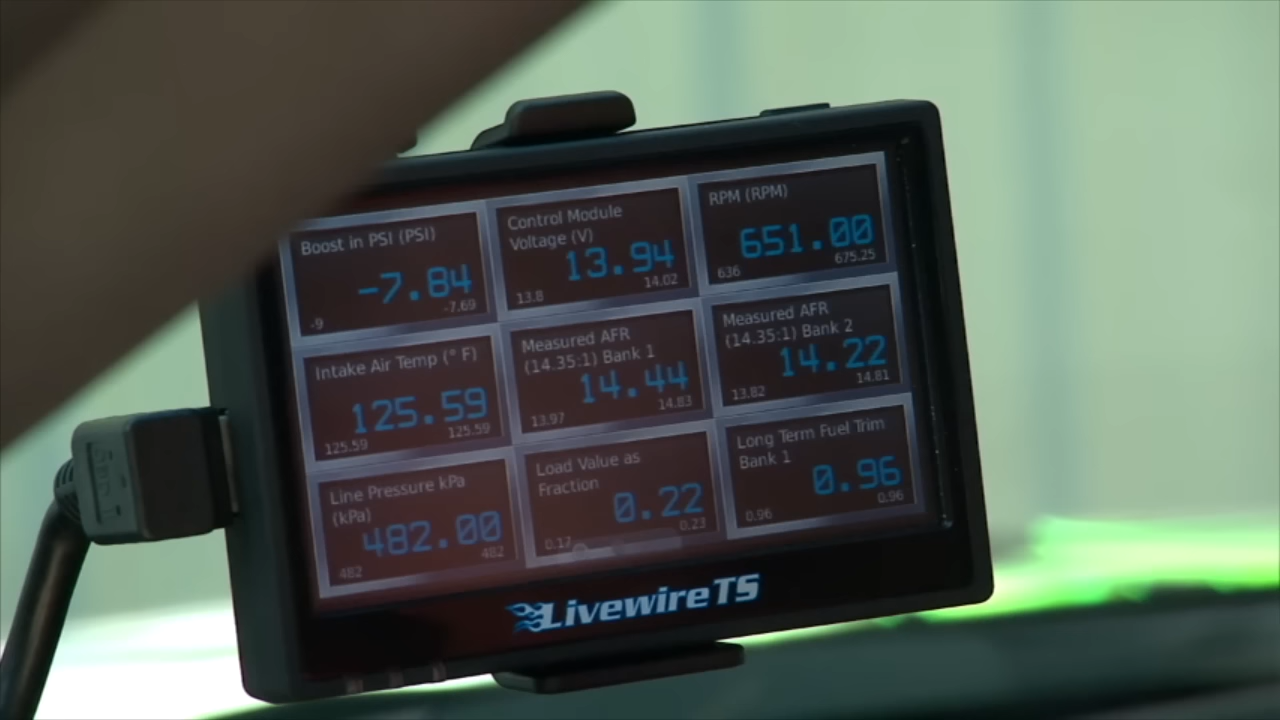 Boost in PSI (PSI)
-7.84
-9
-7.69
Control Module
Voltage (V)
13.94
13.8
14.02
RPM (RPM)
651.00
636
675.25
Intake Air Temp (° F)
125.59
125.59
125.59
Measured AFR
(14.35:1) Bank 1
14.44
13.97
14.83
Measured AFR
(14.35:1) Bank 2
14.22
13.82
14.81
Line Pressure kPa
(kPa)
482.00
482
482
Load Value as
Fraction
0.22
0.17
0.23
Long Term Fuel Trim
Bank 1
0.96
0.96
0.96
LivewireTS